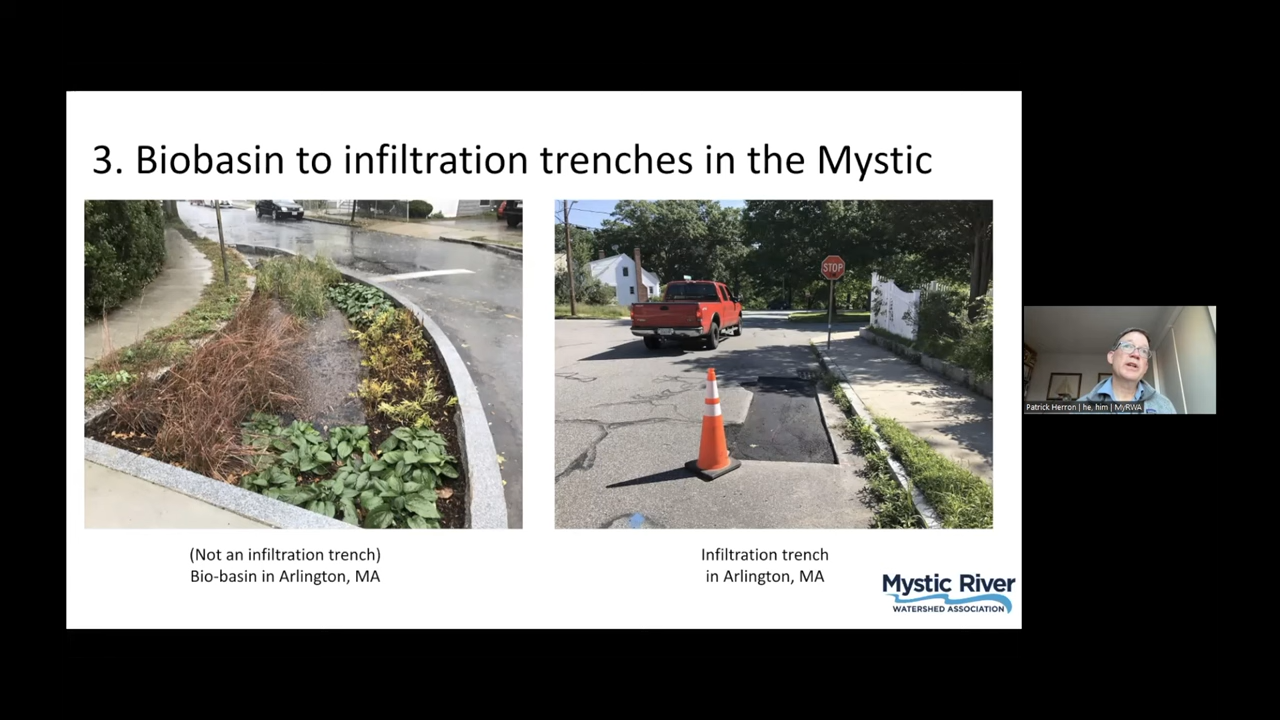 3. Biobasin to infiltration trenches in the Mystic
STOP
(Not an infiltration trench)
Bio-basin in Arlington, MA
Infiltration trench
in Arlington, MA
Mystic River
WATERSHED ASSOCIATION
Patrick Herron | he, him | MyRWA